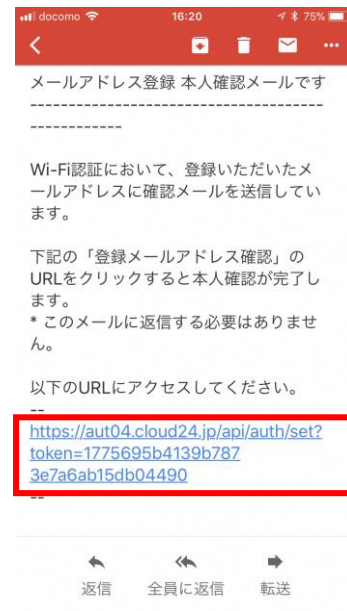 docomo 16:20 75%
メールアドレス登録 本人確認メールです
------------------------------------
------------
Wi-Fi認証において、登録いただいたメ
ールアドレスに確認メールを送信してい
ます。
下記の「登録メールアドレス確認」の
URLをクリックすると本人確認が完了し
ます。
* このメールに返信する必要はありませ
ん。
以下のURLにアクセスしてください。
--
https://aut04.cloud24.jp/api/auth/set?
token=1775695b4139b787
3e7a6ab15db04490
--
返信 全員に返信 転送